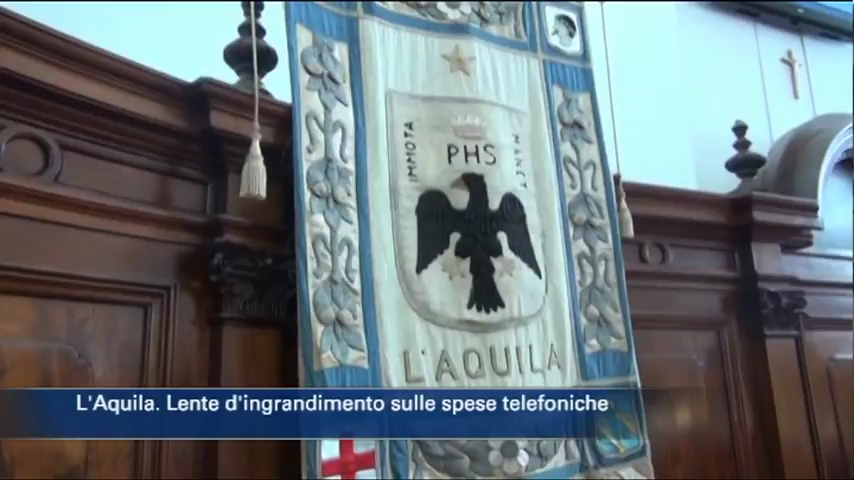 IMMOTA
PHS
MANET
L'AQUILA
L'Aquila. Lente d'ingrandimento sulle spese telefoniche